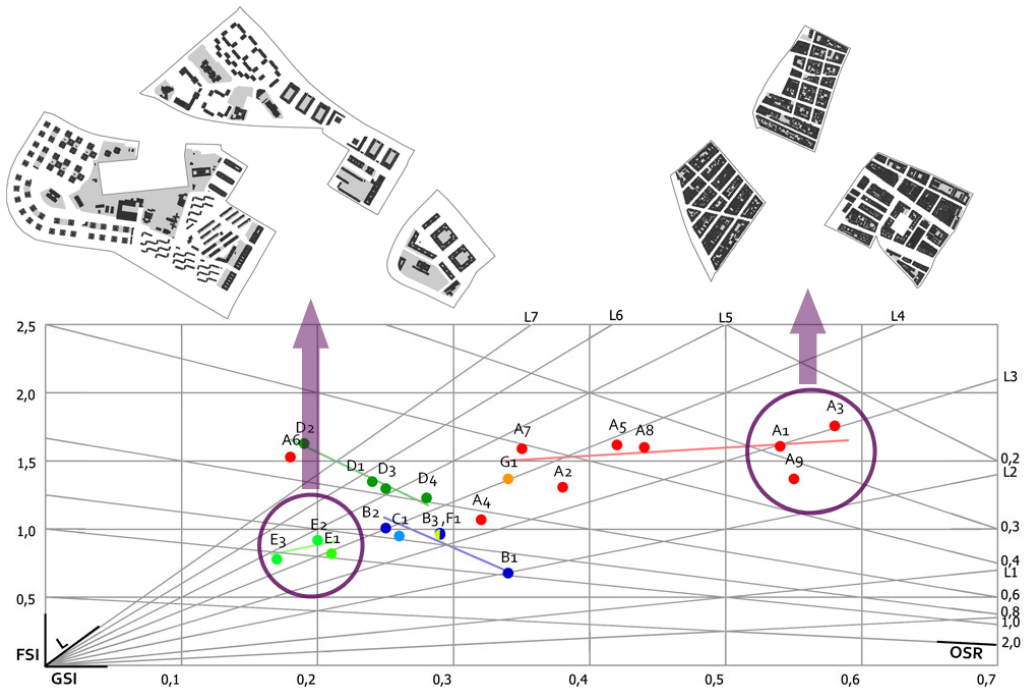 L7 L6 L5 L4
2,5
L3
2,0
A3
D2 A7 A5 A8 A1
A6
1,5 0,2
D1 D3 G1 A9
L2
D4 A2
A4
B2 C1 B3,F1
1,0 0,3
E2
E3 E1
B1 0,4
L1
0,5 0,6
0,8
1,0
L 2,0
FSI OSR
GSI 0,1 0,2 0,3 0,4 0,5 0,6 0,7